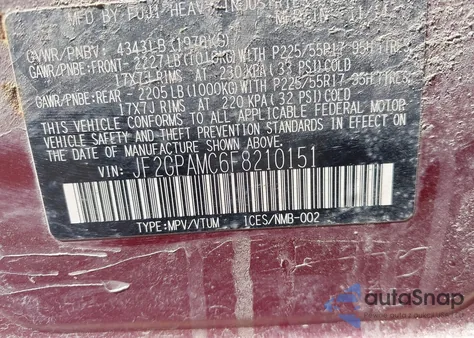 MFD BY FUJI HEAVY INDUSTRIES
GVWR/PNBV: 4343LB(1970KG)
GAWR/PNBE:FRONT-2227LB(1010KG)WITH P225/55R17 95H TIRES,
17X7J RIMS AT 230 KPA (33 PSI)COLD
GAWR/PNBE:REAR -2205LB(1000KG)WITH P225/55R17 95H TIRES,
17X7J RIMS AT 220 KPA(32 PSI)COLD
THIS VEHICLE CONFORMS TO ALL APPLICABLE FEDERAL MOTOR
VEHICLE SAFETY AND THEFT PREVENTION STANDARDS IN EFFECT ON
THE DATE OF MANUFACTURE SHOWN ABOVE.
VIN: JF2GPAMC6F8210151
TYPE:MPV/VTUM ICES/NMB-002
autoSnap